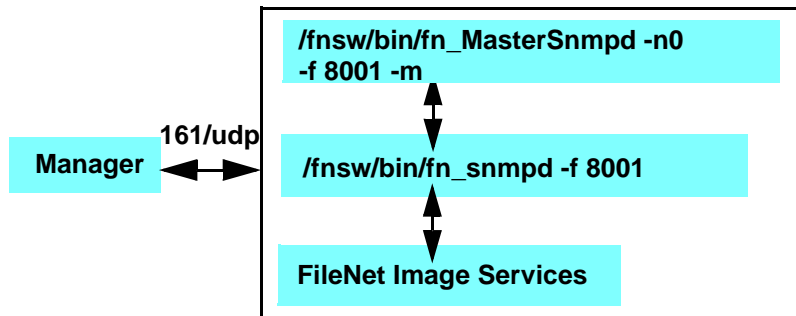 /fnsw/bin/fn_MasterSnmpd -n0
-f 8001 -m
161/udp
Manager
/fnsw/bin/fn_snmpd -f 8001
FileNet Image Services